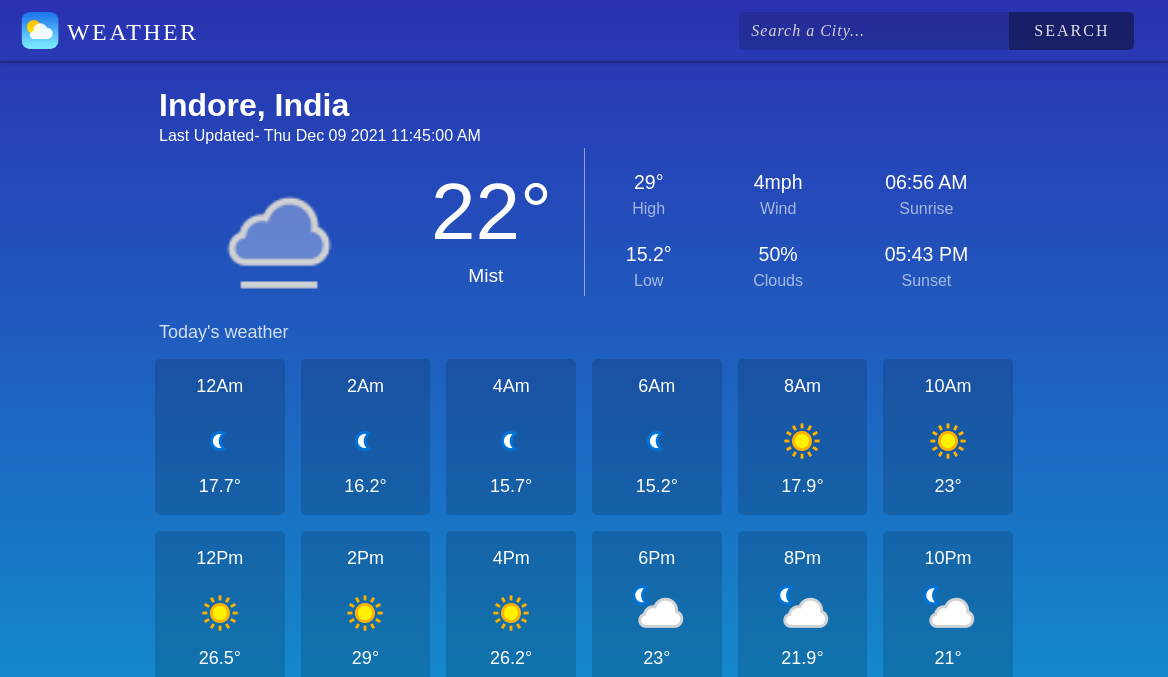 WEATHER
Search a City...
SEARCH
Indore, India
Last Updated- Thu Dec 09 2021 11:45:00 AM
22°
Mist
29° 4mph 06:56 AM
High Wind Sunrise
15.2° 50% 05:43 PM
Low Clouds Sunset
Today's weather
12Am 2Am 4Am 6Am 8Am 10Am
17.7° 16.2° 15.7° 15.2° 17.9° 23°
12Pm 2Pm 4Pm 6Pm 8Pm 10Pm
26.5° 29° 26.2° 23° 21.9° 21°